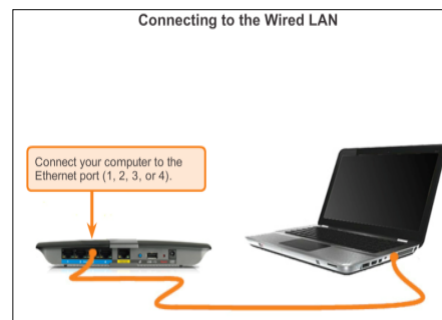 Connecting to the Wired LAN
Connect your computer to the
Ethernet port (1, 2, 3, or 4).